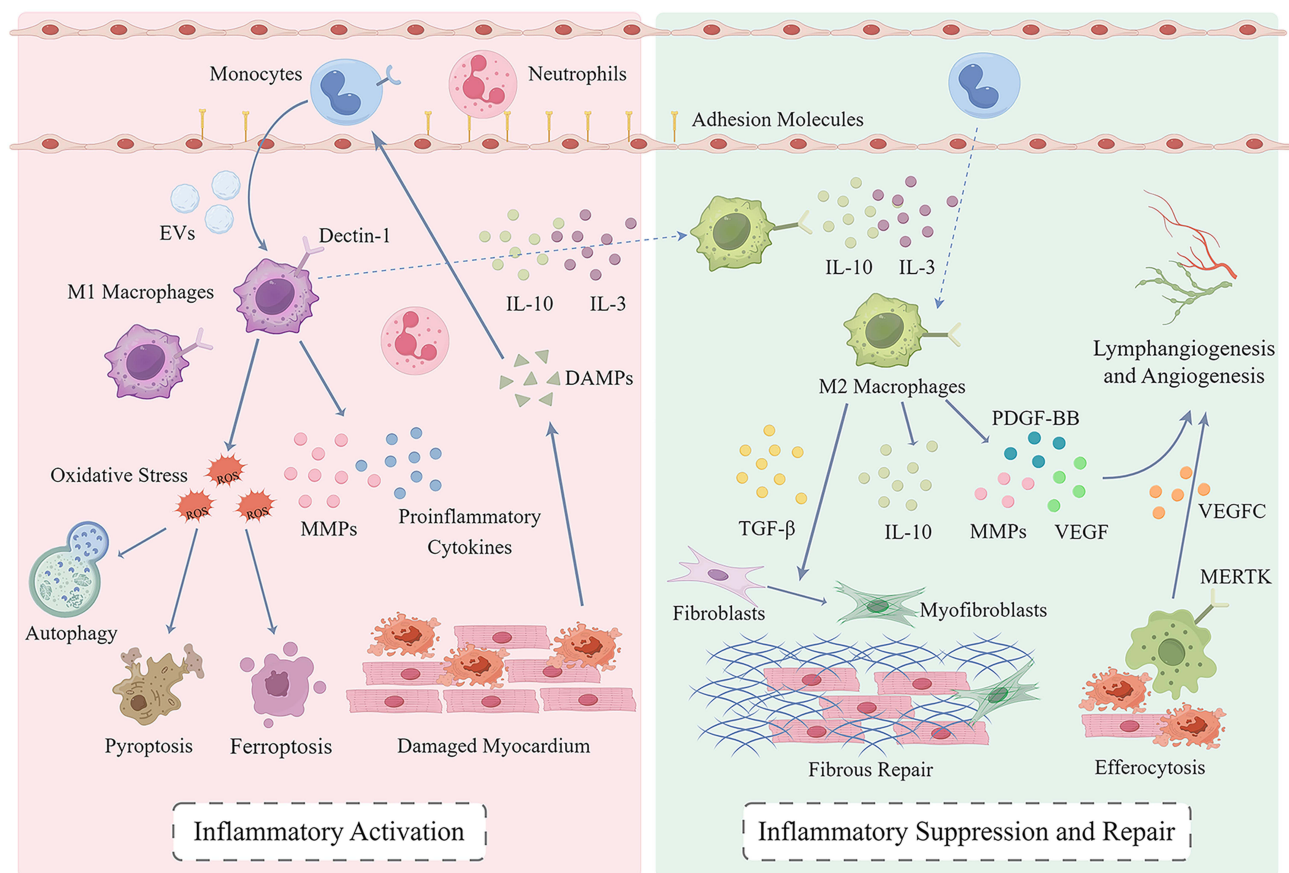 Monocytes
Neutrophils
Adhesion Molecules
EVs
Dectin-1
M1 Macrophages
IL-10
IL-3
DAMPs
Oxidative Stress
ROS
ROS
ROS
MMPs
Proinflammatory
Cytokines
Autophagy
Pyroptosis
Ferroptosis
Damaged Myocardium
Inflammatory Activation
IL-10
IL-3
M2 Macrophages
Lymphangiogenesis
and Angiogenesis
PDGF-BB
TGF-β
IL-10
MMPs
VEGF
VEGFC
MERTK
Fibroblasts
Myofibroblasts
Fibrous Repair
Efferocytosis
Inflammatory Suppression and Repair